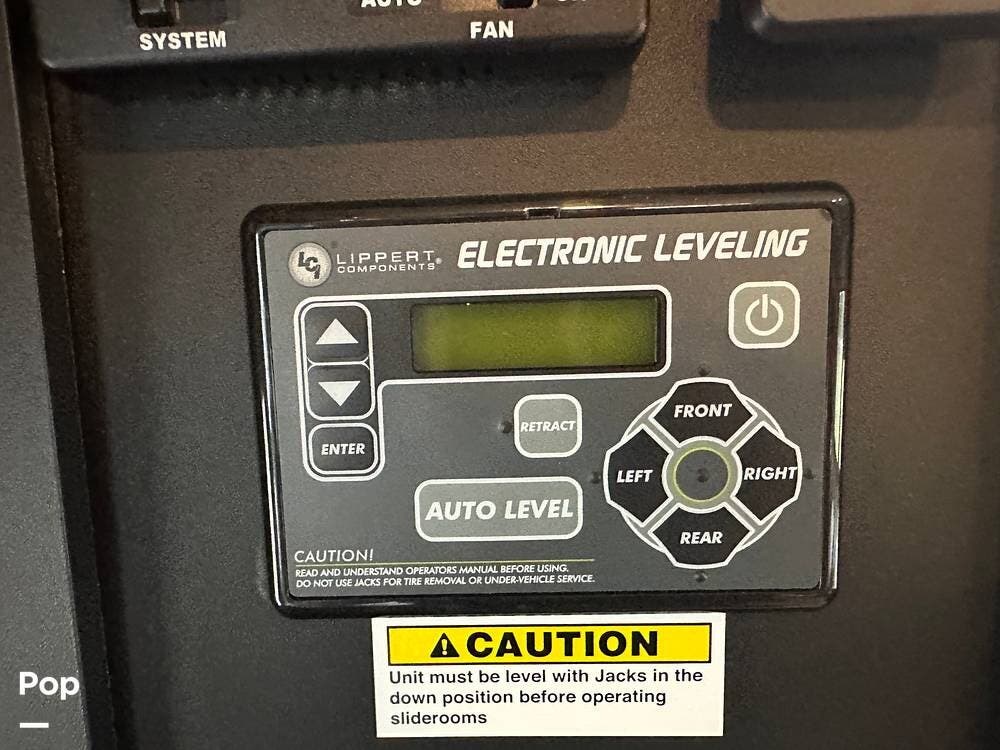 AUTO
SYSTEM
FAN
LCI LIPPERT COMPONENTS®
ELECTRONIC LEVELING
ENTER
RETRACT
AUTO LEVEL
FRONT
LEFT
RIGHT
REAR
CAUTION!
READ AND UNDERSTAND OPERATORS MANUAL BEFORE USING.
DO NOT USE JACKS FOR TIRE REMOVAL OR UNDER-VEHICLE SERVICE.
CAUTION
Unit must be level with Jacks in the
down position before operating
sliderooms
Pop